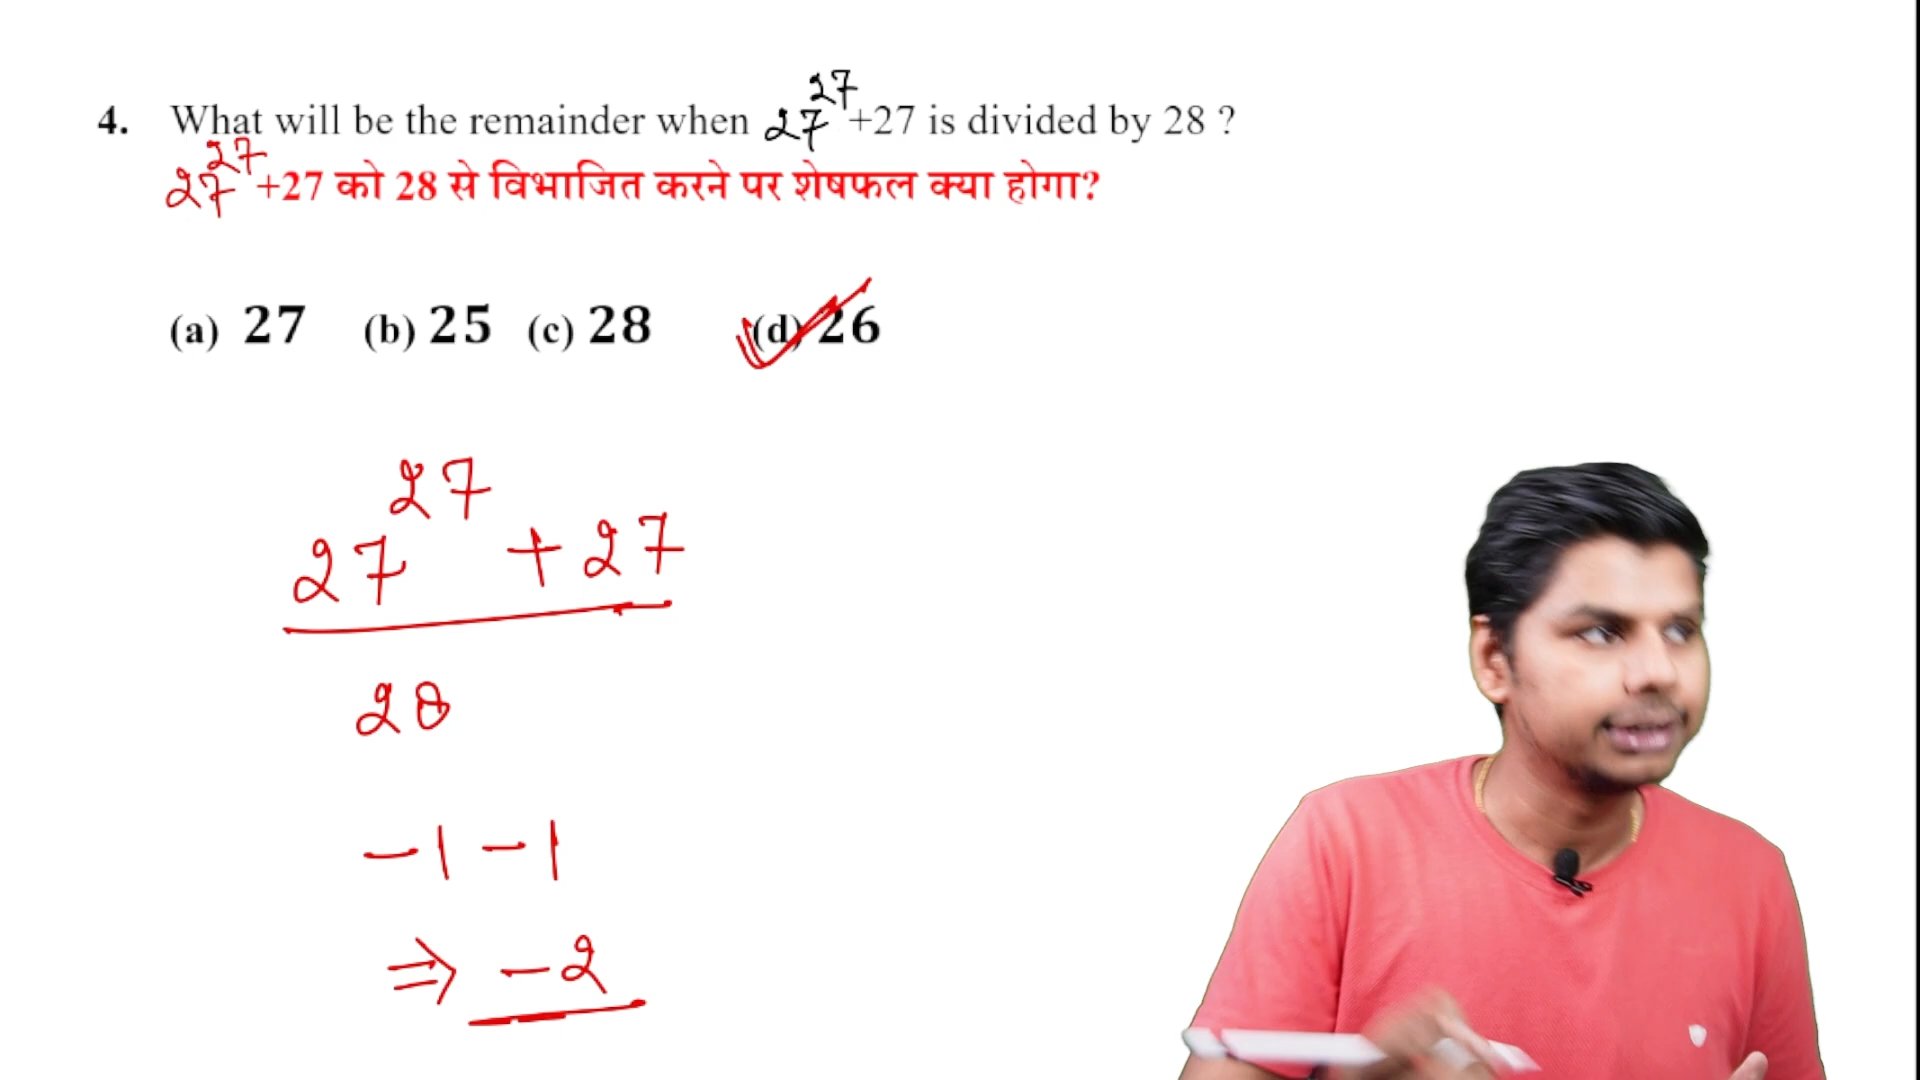 4. What will be the remainder when 27^27+27 is divided by 28 ?
27^27+27 को 28 से विभाजित करने पर शेषफल क्या होगा?
(a) 27 (b) 25 (c) 28 (d) 26
27^27 + 27
28
-1 -1
⇒ -2